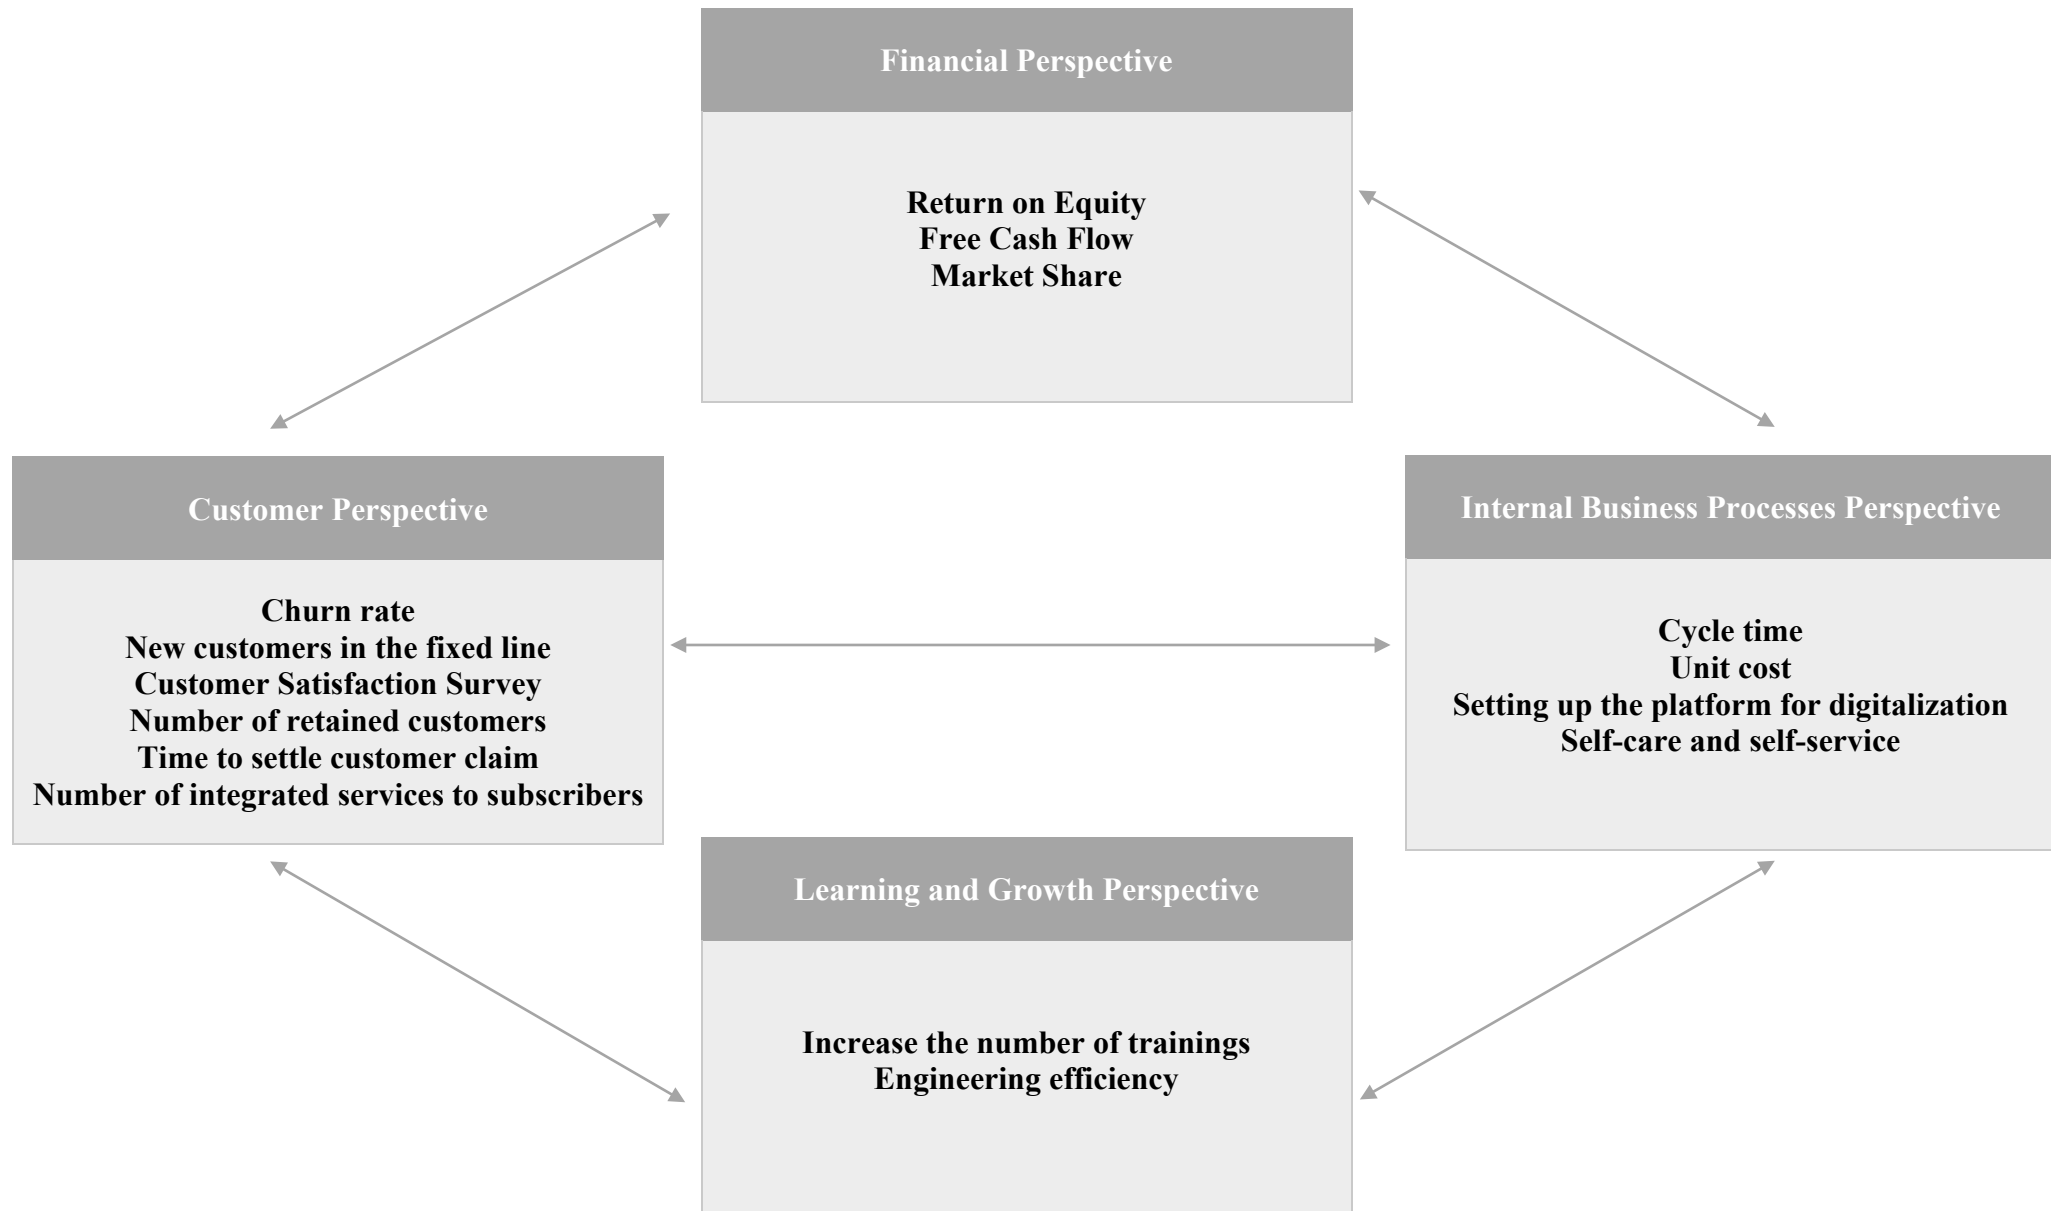 Financial Perspective
Return on Equity
Free Cash Flow
Market Share
Customer Perspective
Churn rate
New customers in the fixed line
Customer Satisfaction Survey
Number of retained customers
Time to settle customer claim
Number of integrated services to subscribers
Internal Business Processes Perspective
Cycle time
Unit cost
Setting up the platform for digitalization
Self-care and self-service
Learning and Growth Perspective
Increase the number of trainings
Engineering efficiency